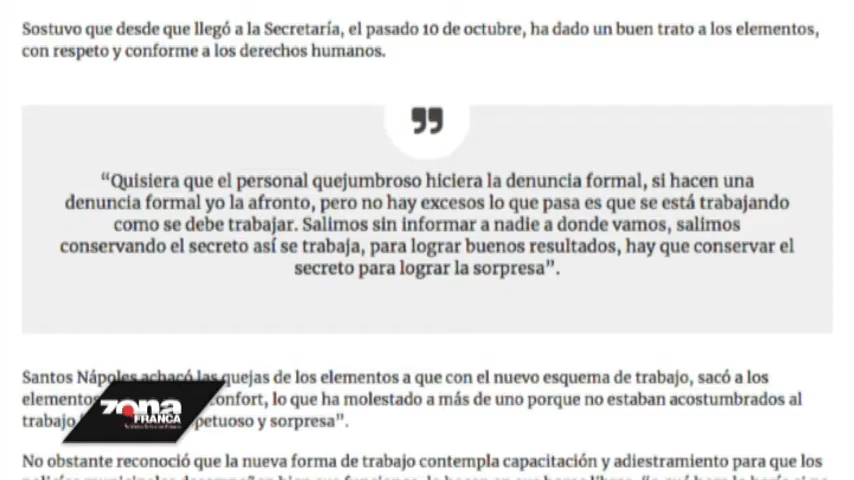 Sostuvo que desde que llegó a la Secretaría, el pasado 10 de octubre, ha dado un buen trato a los elementos,
con respeto y conforme a los derechos humanos.
”
“Quisiera que el personal quejumbroso hiciera la denuncia formal, si hacen una
denuncia formal yo la afronto, pero no hay excesos lo que pasa es que se está trabajando
como se debe trabajar. Salimos sin informar a nadie a donde vamos, salimos
conservando el secreto así se trabaja, para lograr buenos resultados, hay que conservar el
secreto para lograr la sorpresa”.
Santos Nápoles achacó las quejas de los elementos a que con el nuevo esquema de trabajo, sacó a los
elementos confort, lo que ha molestado a más de uno porque no estaban acostumbrados al
trabajo petuoso y sorpresa”.
ZONA
FRANCA
No obstante reconoció que la nueva forma de trabajo contempla capacitación y adiestramiento para que los